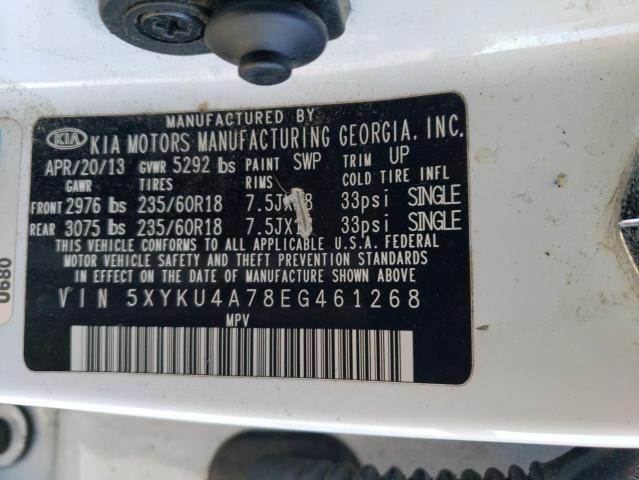 MANUFACTURED BY
KIA KIA MOTORS MANUFACTURING GEORGIA, INC.
APR/20/13 GVWR 5292 lbs PAINT SWP TRIM UP
GAWR TIRES RIMS COLD TIRE INFL
FRONT 2976 lbs 235/60R18 33psi SINGLE
REAR 3075 lbs 235/60R18 33psi SINGLE
THIS VEHICLE CONFORMS TO ALL APPLICABLE U.S.A. FEDERAL
MOTOR VEHICLE SAFETY AND THEFT PREVENTION STANDARDS
IN EFFECT ON THE DATE OF MANUFACTURE SHOWN ABOVE.
VIN 5XYKU4A78EG461268
MPV
0680